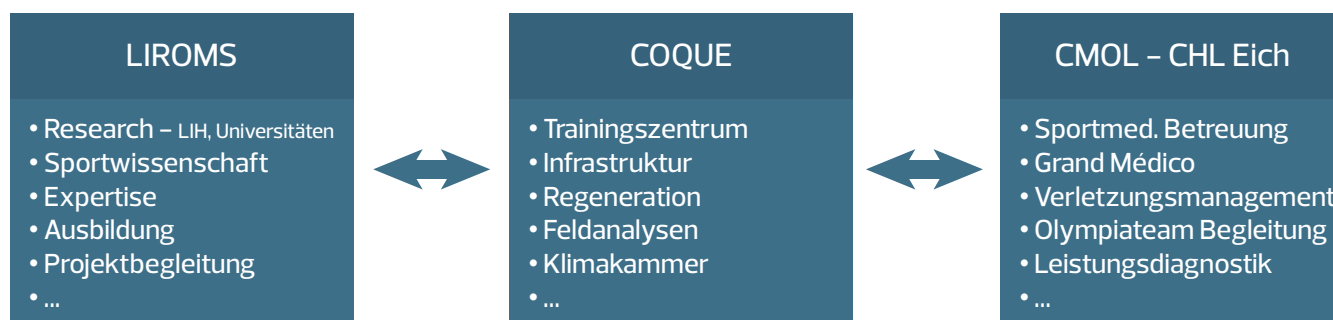 LIROMS
• Research – LIH, Universitäten
• Sportwissenschaft
• Expertise
• Ausbildung
• Projektbegleitung
• ...
COQUE
• Trainingszentrum
• Infrastruktur
• Regeneration
• Feldanalysen
• Klimakammer
• ...
CMOL – CHL Eich
• Sportmed. Betreuung
• Grand Médico
• Verletzungsmanagement
• Olympiateam Begleitung
• Leistungsdiagnostik
• ...